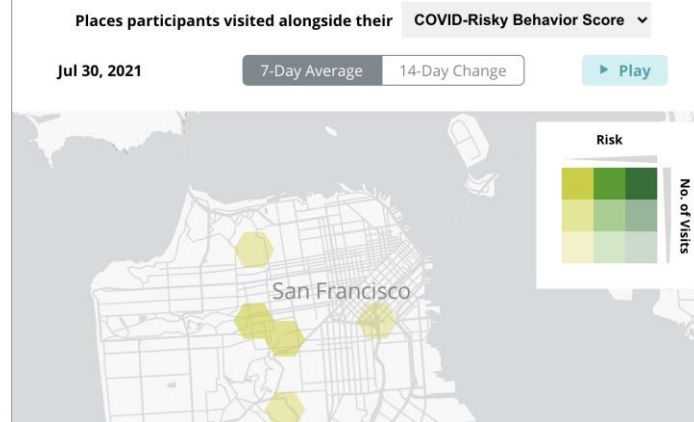 Places participants visited alongside their COVID-Risky Behavior Score
Jul 30, 2021 7-Day Average 14-Day Change Play
Risk
No. of Visits
San Francisco